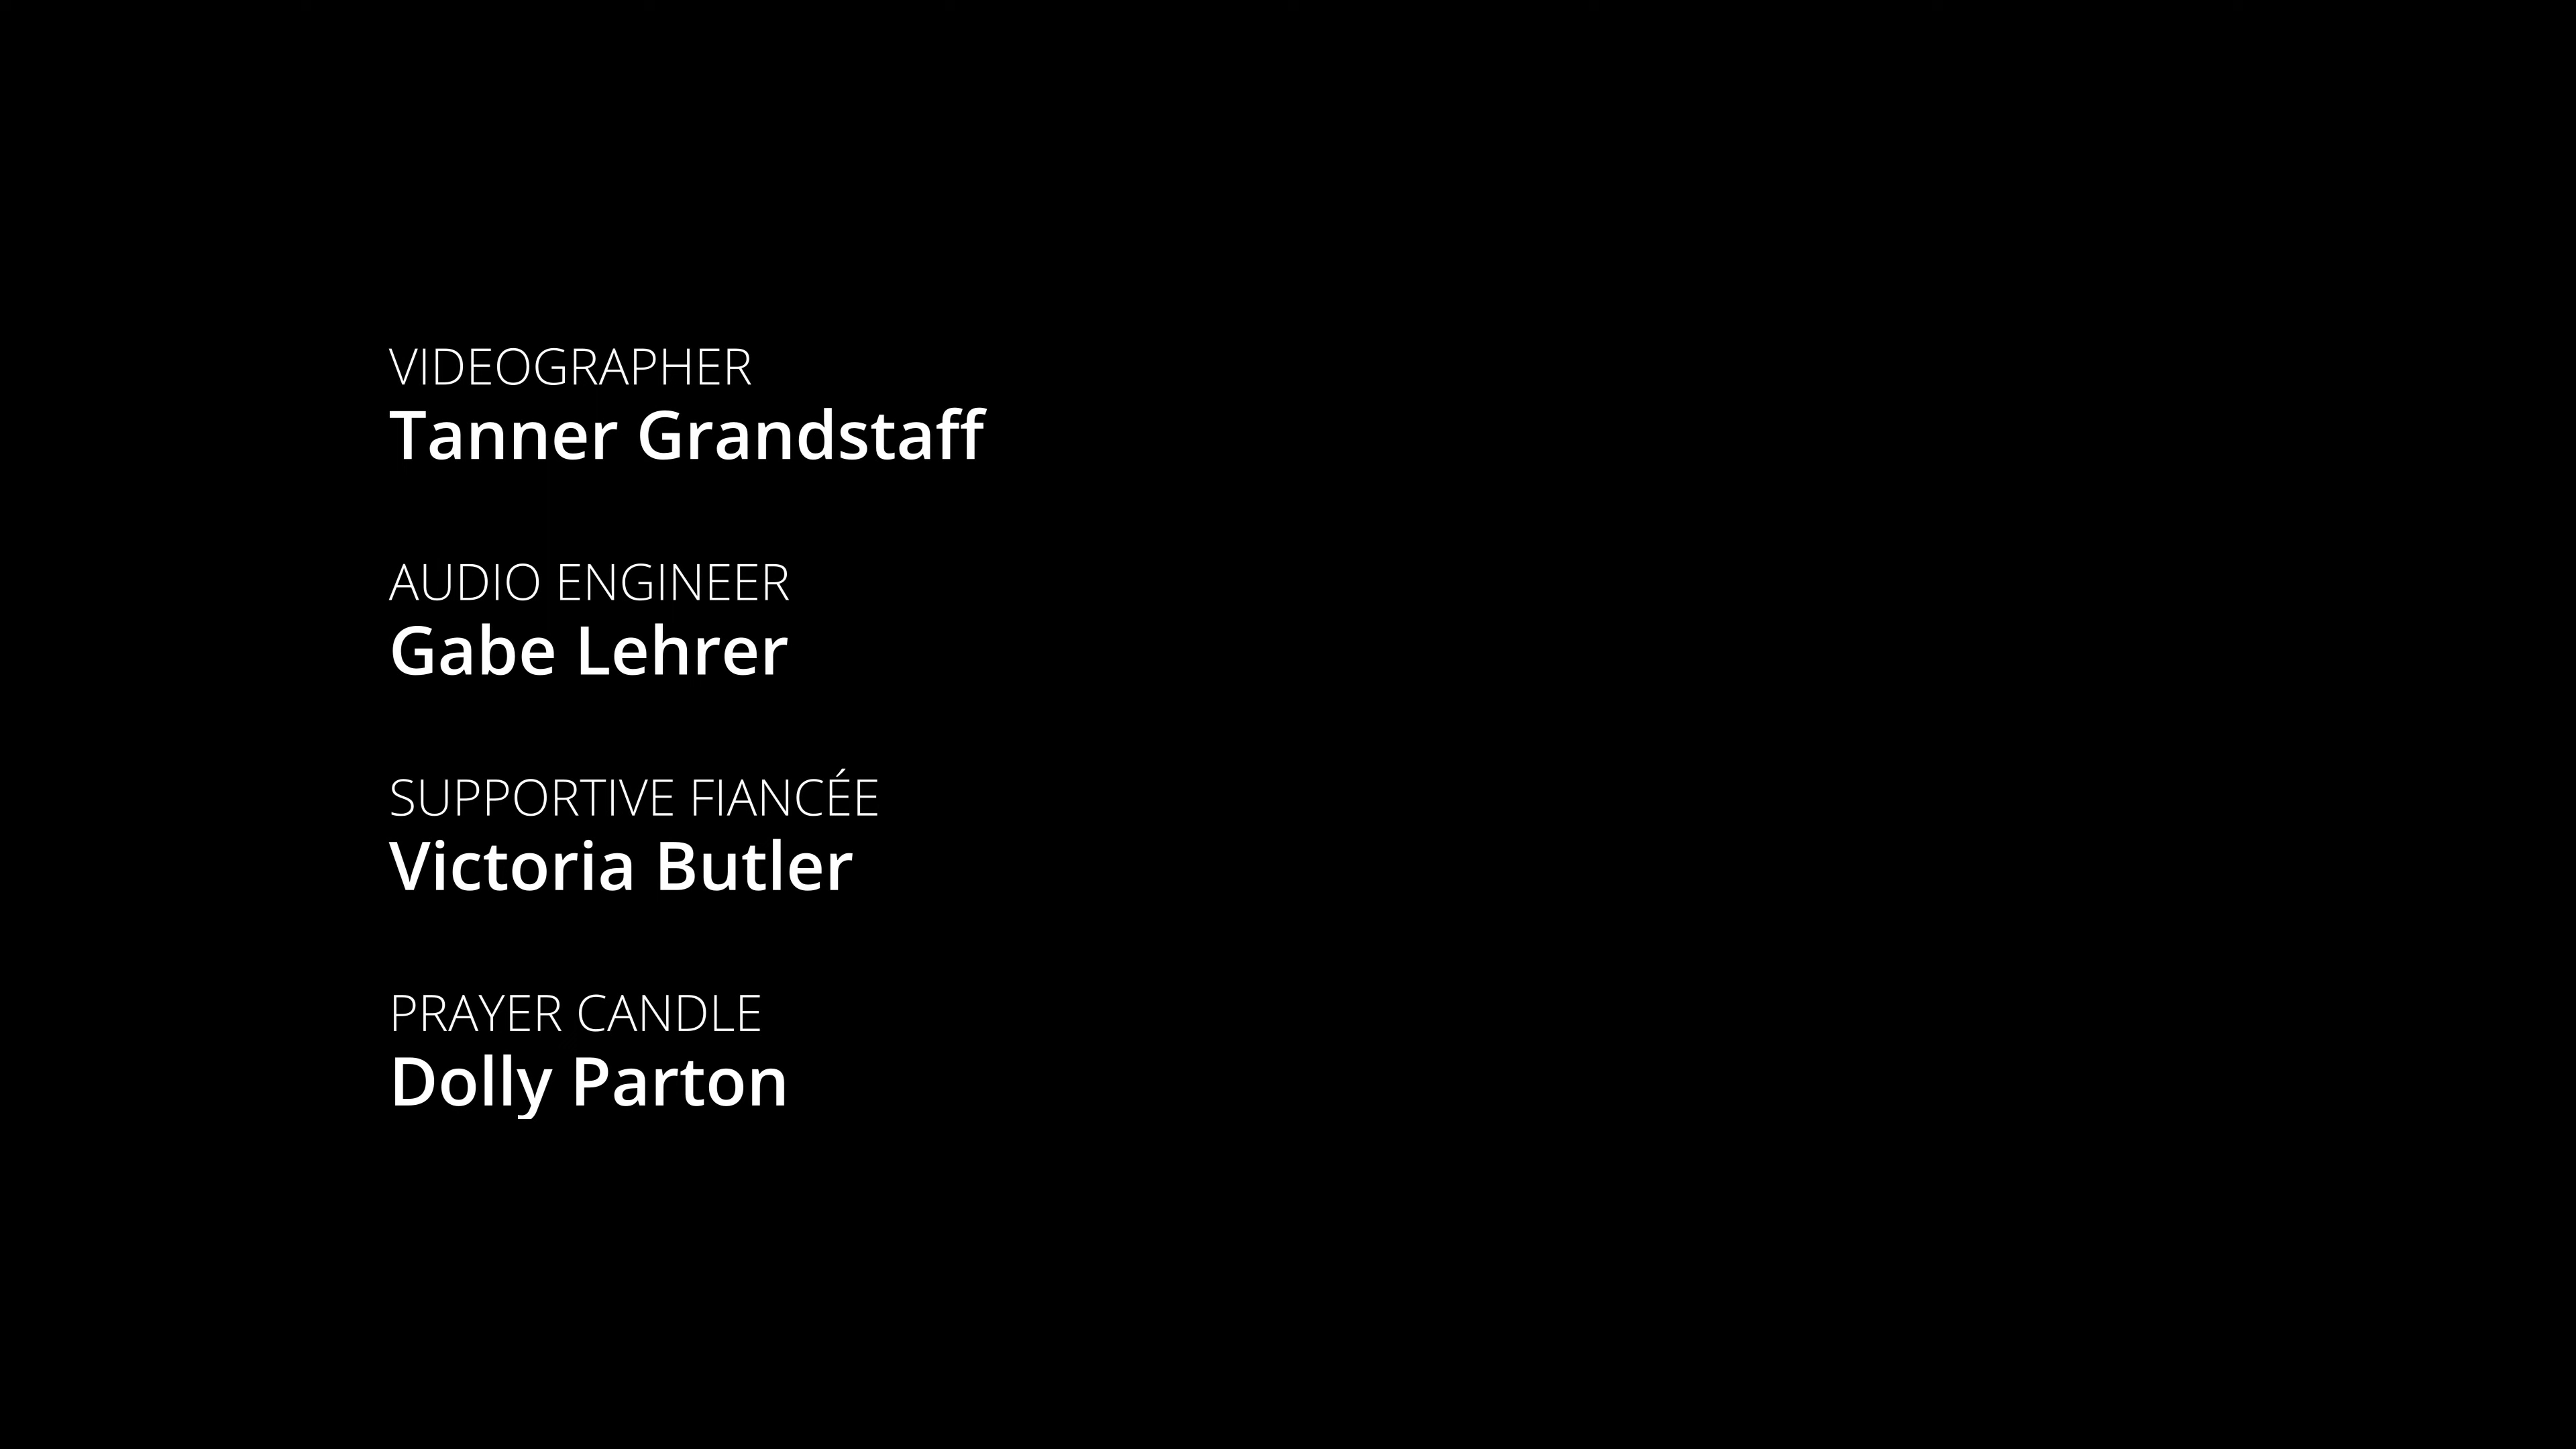 VIDEOGRAPHER
Tanner Grandstaff
AUDIO ENGINEER
Gabe Lehrer
SUPPORTIVE FIANCÉE
Victoria Butler
PRAYER CANDLE
Dolly Parton